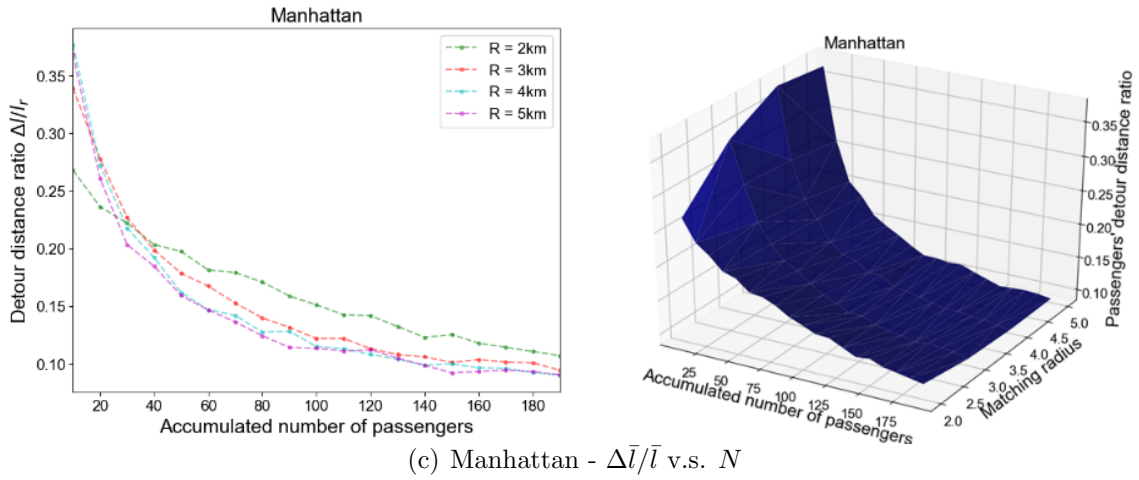 Manhattan
R = 2km
R = 3km
R = 4km
R = 5km
0.35
0.30
0.25
0.20
0.15
0.10
Detour distance ratio Δl/l_r
20 40 60 80 100 120 140 160 180
Accumulated number of passengers
Manhattan
0.35
0.30
0.25
0.20
0.15
0.10
Passengers' detour distance ratio
25 50 75 100 125 150 175
Accumulated number of passengers
2.0 2.5 3.0 3.5 4.0 4.5 5.0
Matching radius
(c) Manhattan - Δl̄/l̄ v.s. N